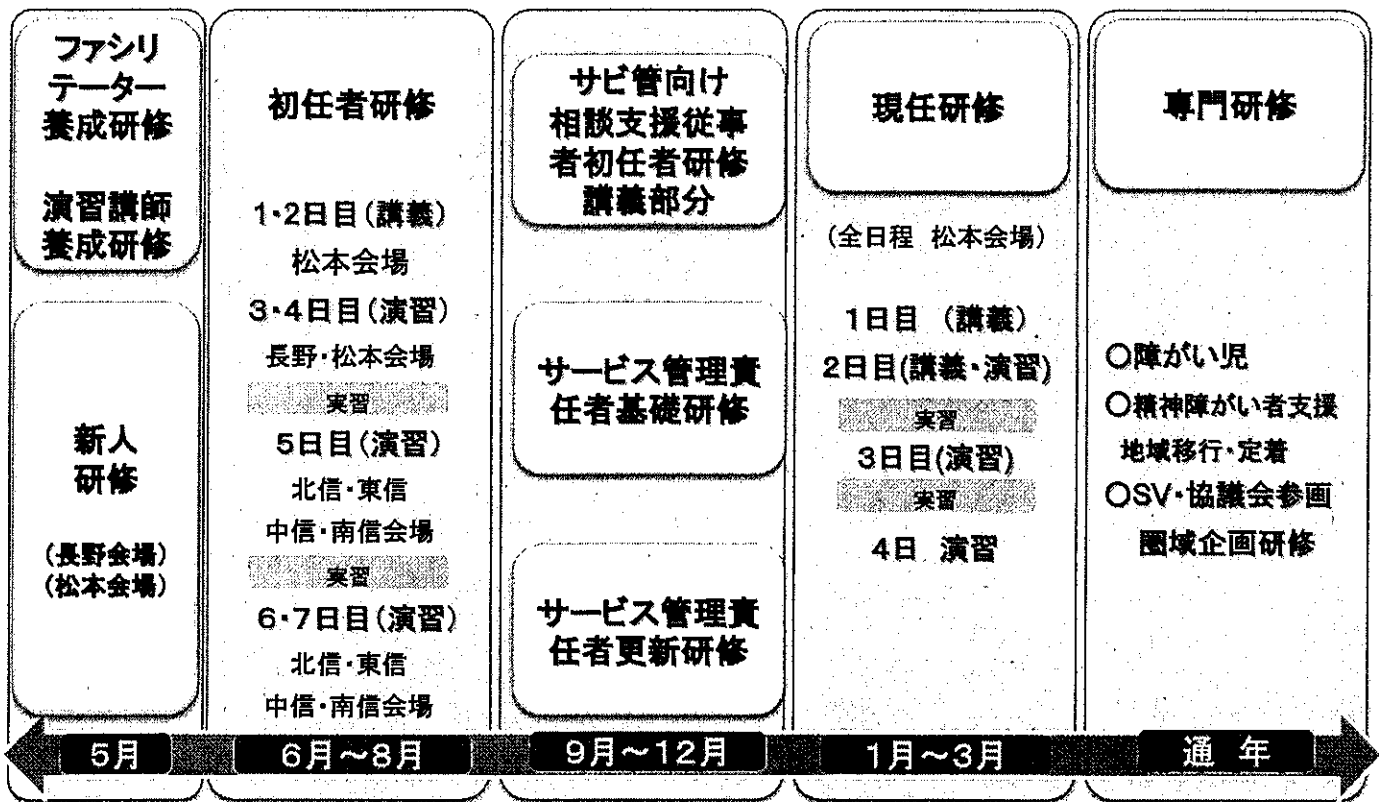 ファシリ
テーター
養成研修
演習講師
養成研修
新人
研修
(長野会場)
(松本会場)
5月
初任者研修
1・2日目(講義)
松本会場
3・4日目(演習)
長野・松本会場
実習
5日目(演習)
北信・東信
中信・南信会場
実習
6・7日目(演習)
北信・東信
中信・南信会場
6月～8月
サビ管向け
相談支援従事
者初任者研修
講義部分
サービス管理責
任者基礎研修
サービス管理責
任者更新研修
9月～12月
現任研修
(全日程 松本会場)
1日目 (講義)
2日目(講義・演習)
実習
3日目(演習)
実習
4日 演習
1月～3月
専門研修
○障がい児
○精神障がい者支援
地域移行・定着
○SV・協議会参画
圏域企画研修
通 年